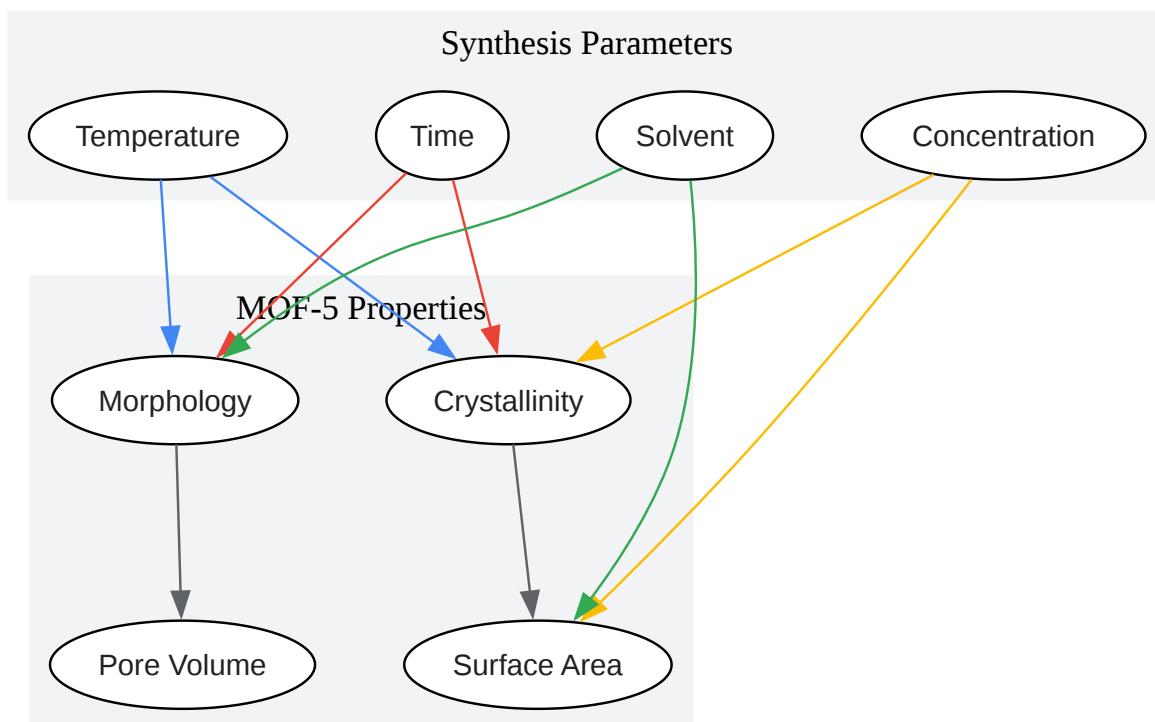 Synthesis Parameters
Temperature
Time
Solvent
Concentration
MOF-5 Properties
Morphology
Crystallinity
Pore Volume
Surface Area